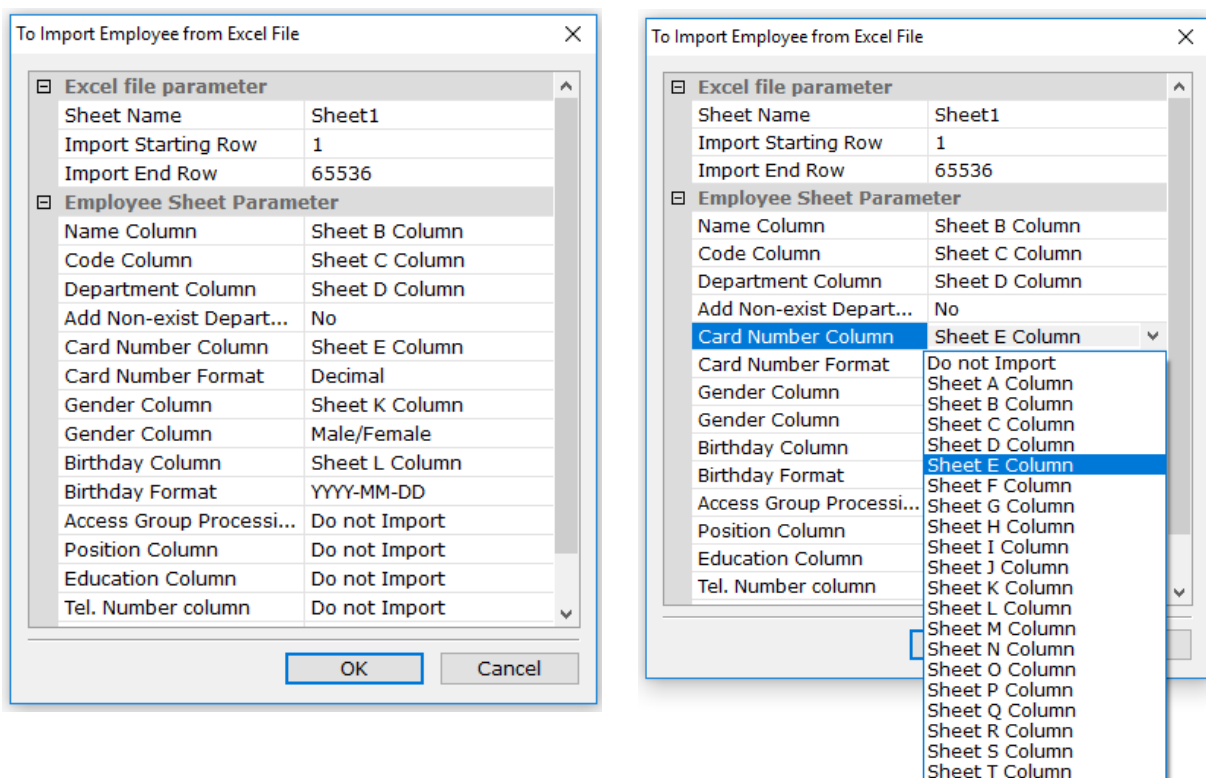 To Import Employee from Excel File
Excel file parameter
Sheet Name Sheet1
Import Starting Row 1
Import End Row 65536
Employee Sheet Parameter
Name Column Sheet B Column
Code Column Sheet C Column
Department Column Sheet D Column
Add Non-exist Depart... No
Card Number Column Sheet E Column
Card Number Format Decimal
Gender Column Sheet K Column
Gender Column Male/Female
Birthday Column Sheet L Column
Birthday Format YYYY-MM-DD
Access Group Processi... Do not Import
Position Column Do not Import
Education Column Do not Import
Tel. Number column Do not Import
OK Cancel
To Import Employee from Excel File
Excel file parameter
Sheet Name Sheet1
Import Starting Row 1
Import End Row 65536
Employee Sheet Parameter
Name Column Sheet B Column
Code Column Sheet C Column
Department Column Sheet D Column
Add Non-exist Depart... No
Card Number Column Sheet E Column
Card Number Format
Gender Column
Gender Column
Birthday Column
Birthday Format
Access Group Processi...
Position Column
Education Column
Tel. Number column
Do not Import
Sheet A Column
Sheet B Column
Sheet C Column
Sheet D Column
Sheet E Column
Sheet F Column
Sheet G Column
Sheet H Column
Sheet I Column
Sheet J Column
Sheet K Column
Sheet L Column
Sheet M Column
Sheet N Column
Sheet O Column
Sheet P Column
Sheet Q Column
Sheet R Column
Sheet S Column
Sheet T Column